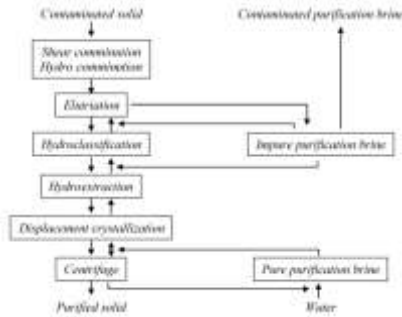 Contaminated solid
Contaminated purification brine
Shear comminution
Hydro comminution
Elutriation
Hydroclassification
Impure purification brine
Hydroextraction
Displacement crystallization
Centrifuge
Pure purification brine
Purified solid
Water